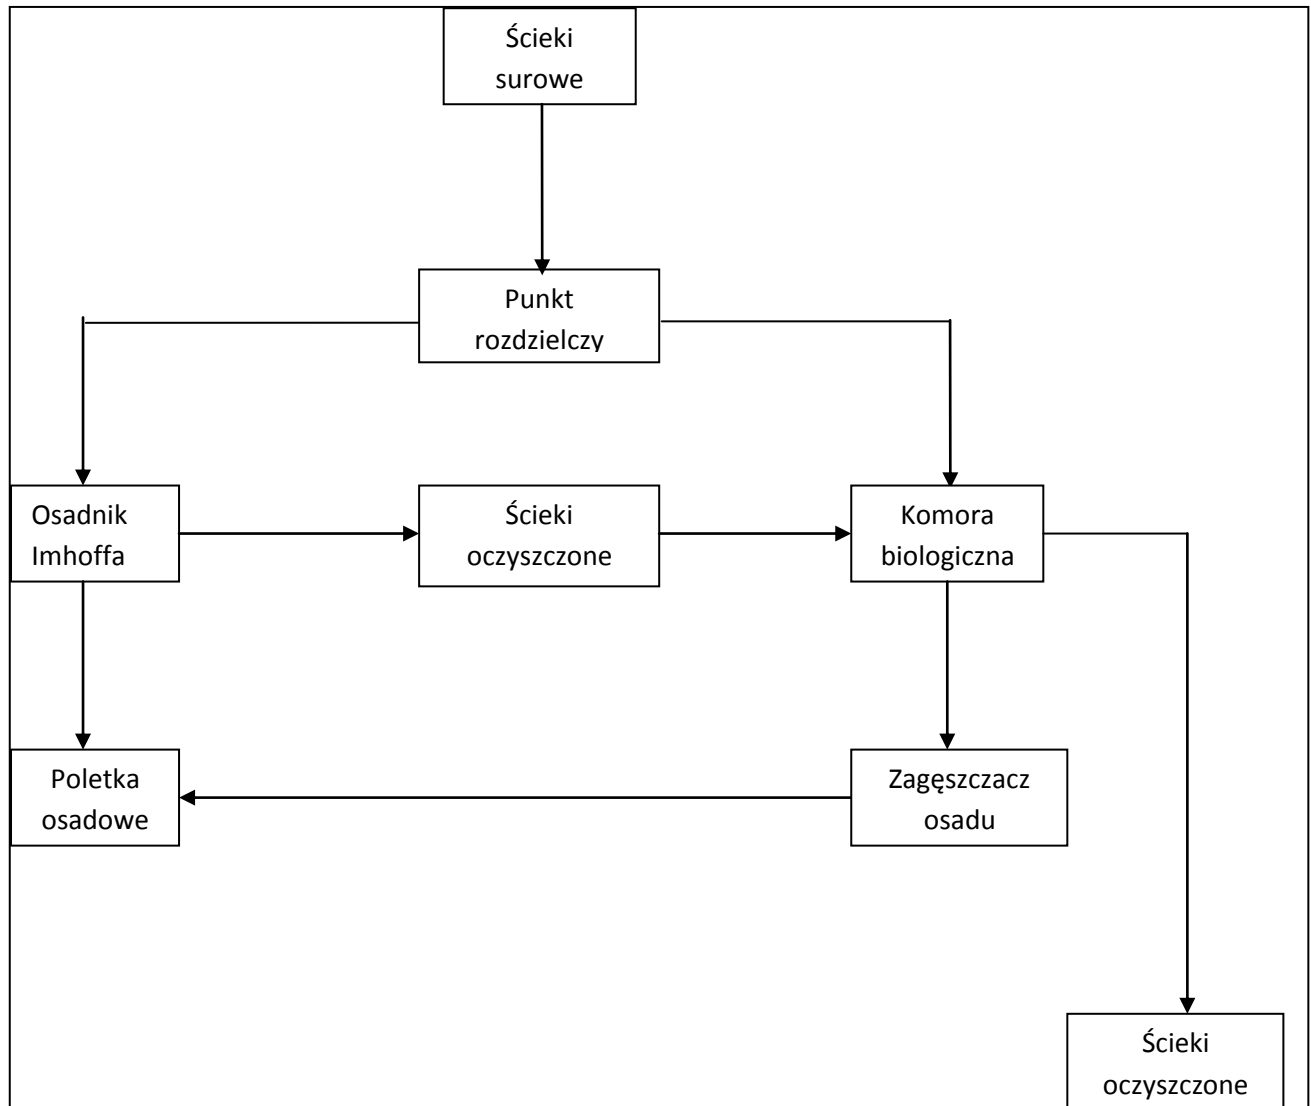 Ścieki
surowe
Punkt
rozdzielczy
Osadnik
Imhoffa
Ścieki
oczyszczone
Komora
biologiczna
Poletka
osadowe
Zagęszczacz
osadu
Ścieki
oczyszczone